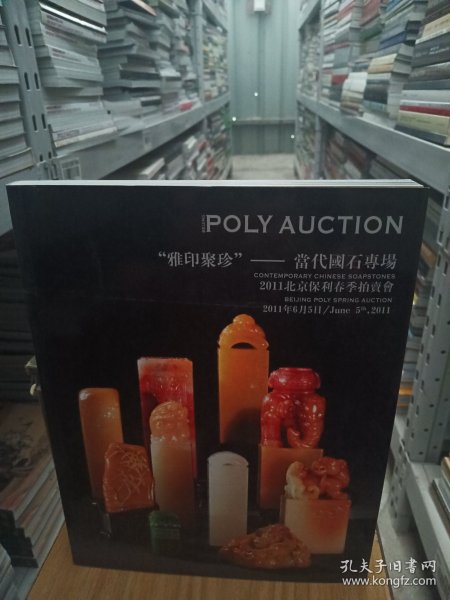 BEIJING
POLY AUCTION
“雅印聚珍”—— 當代國石專場
CONTEMPORARY CHINESE SOAPSTONES
2011北京保利春季拍賣會
BEIJING POLY SPRING AUCTION
2011年6月5日/June 5th,2011
孔夫子旧书网
www.kongfz.com